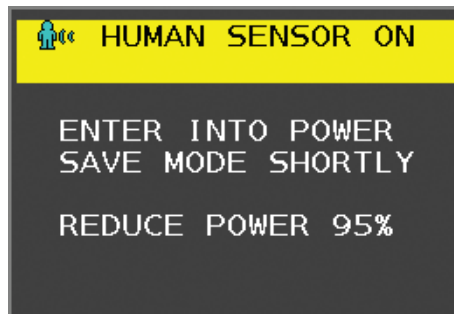 HUMAN SENSOR ON
ENTER INTO POWER
SAVE MODE SHORTLY
REDUCE POWER 95%